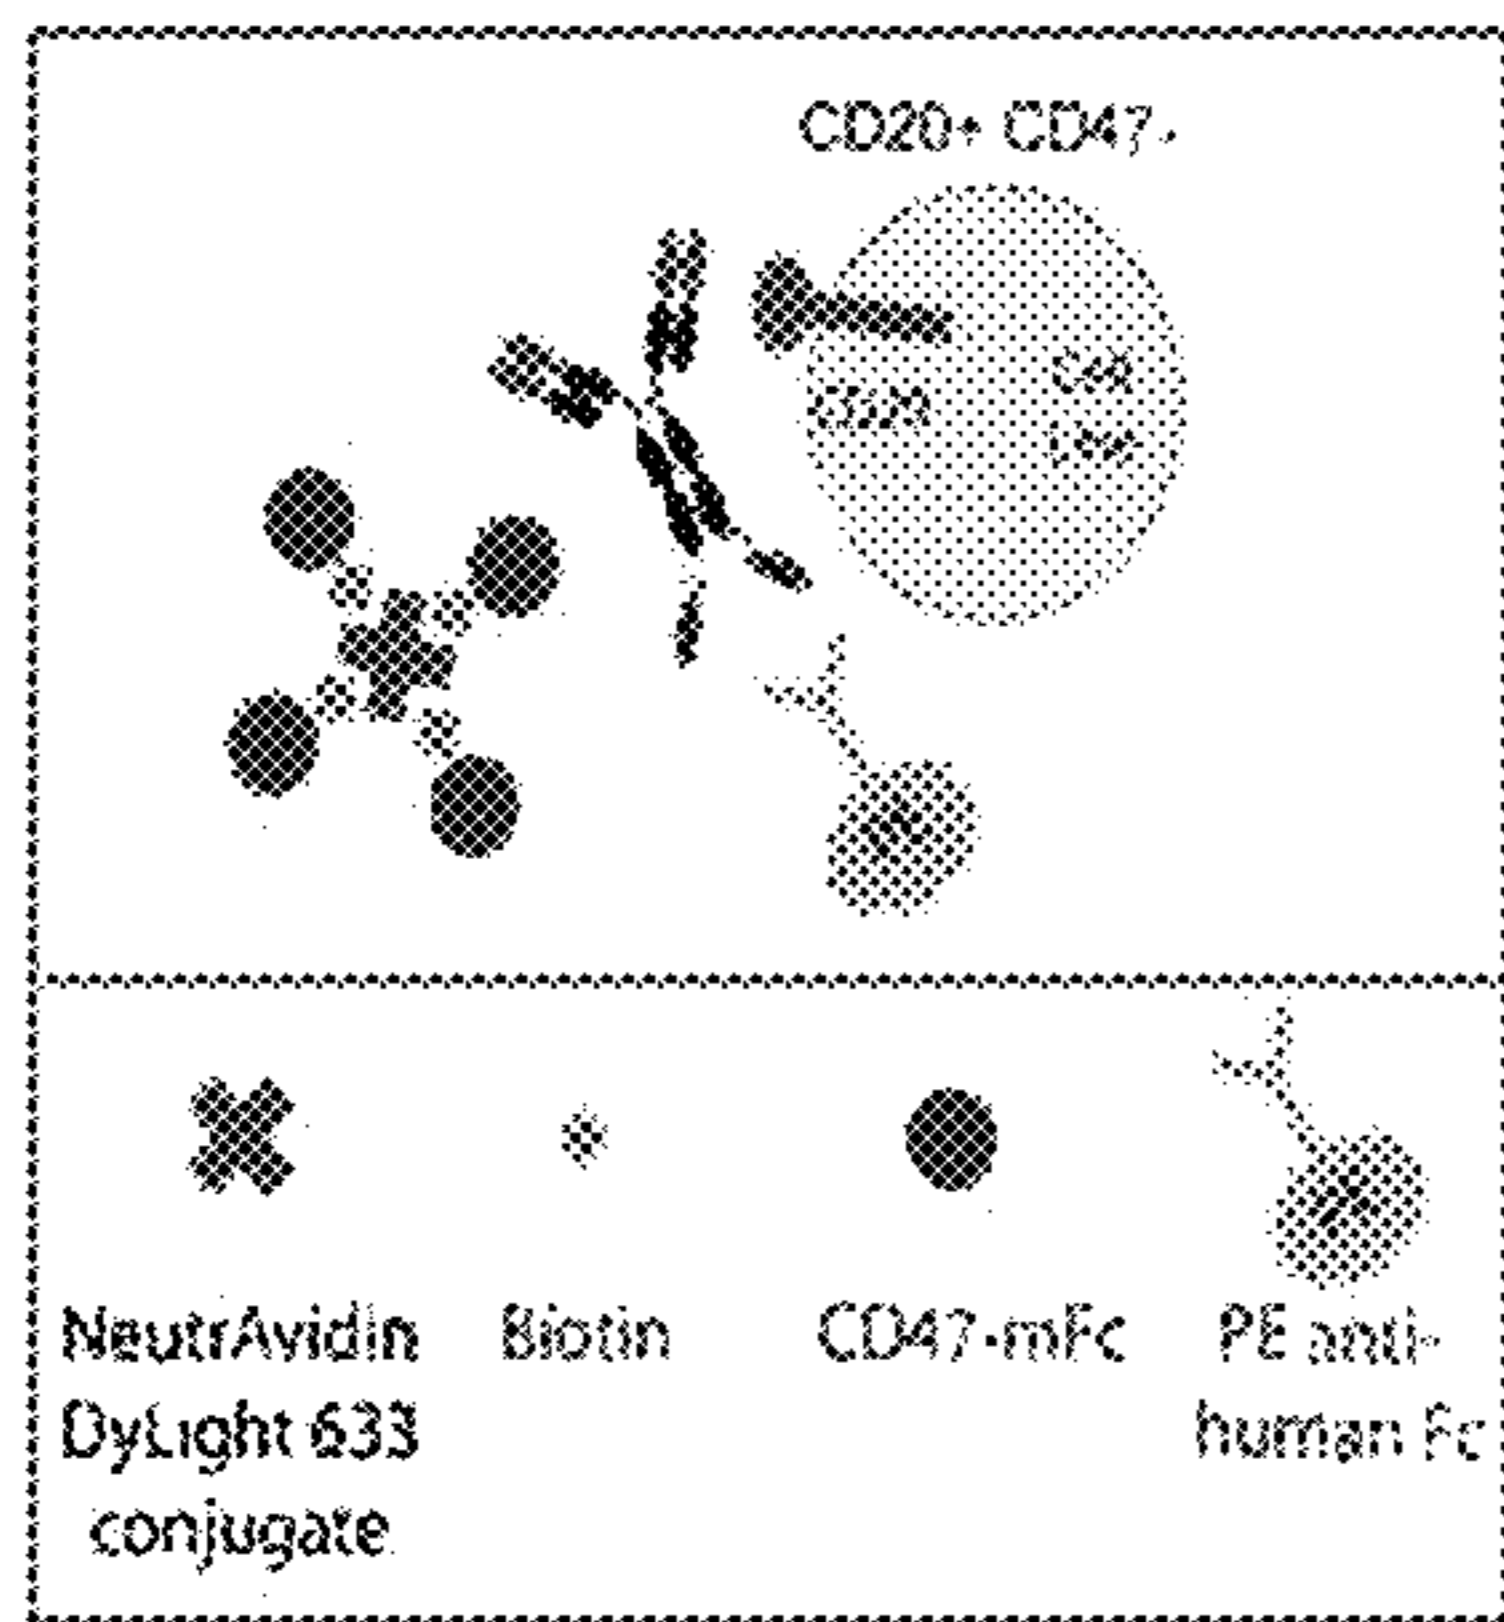 CD20+ CD47-
NeutrAvidin
DyLight 633
conjugate
Biotin
CD47-mFc
PE anti-
human Fc